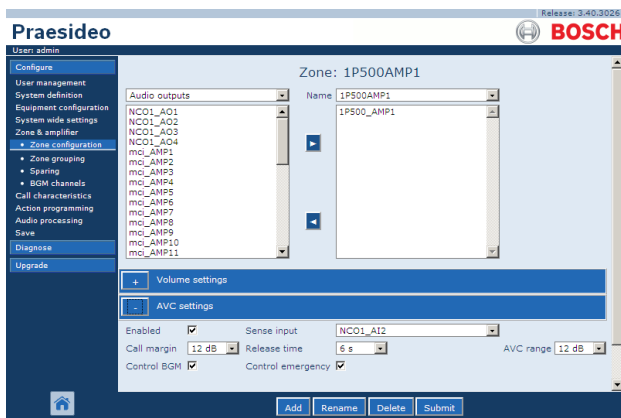 Release: 3.40.3026
Praesideo
BOSCH
User: admin
Configure
User management
System definition
Equipment configuration
System wide settings
Zone & amplifier
• Zone configuration
• Zone grouping
• Sparing
• BGM channels
Call characteristics
Action programming
Audio processing
Save
Diagnose
Upgrade
Zone: 1P500AMP1
Audio outputs
Name 1P500AMP1
NCO1_AO1
NCO1_AO2
NCO1_AO3
NCO1_AO4
mci_AMP1
mci_AMP2
mci_AMP3
mci_AMP4
mci_AMP5
mci_AMP6
mci_AMP7
mci_AMP8
mci_AMP9
mci_AMP10
mci_AMP11
1P500_AMP1
+ Volume settings
- AVC settings
Enabled Sense input NCO1_AI2
Call margin 12 dB Release time 6 s AVC range 12 dB
Control BGM Control emergency
Add Rename Delete Submit